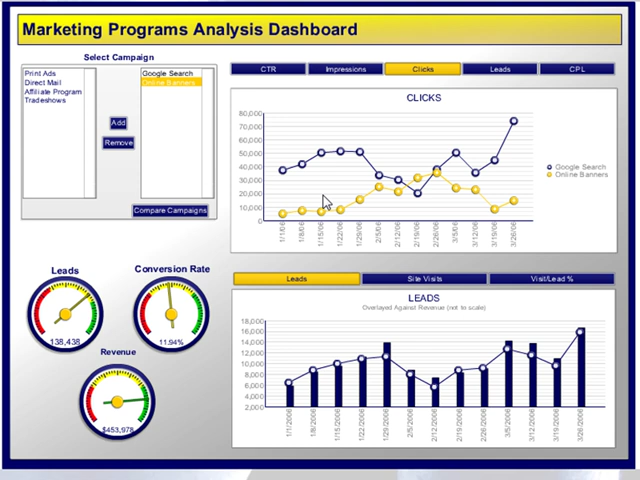 Marketing Programs Analysis Dashboard
Select Campaign
Print Ads
Direct Mail
Affiliate Program
Tradeshows
Google Search
Online Banners
Add
Remove
Compare Campaigns
CTR Impressions Clicks Leads CPL
CLICKS
80,000
70,000
60,000
50,000
40,000
30,000
20,000
10,000
0
1/1/06 1/8/06 1/15/06 1/22/06 1/29/06 2/5/06 2/12/06 2/19/06 2/26/06 3/5/06 3/12/06 3/19/06 3/26/06
Google Search
Online Banners
Leads
138,438
Conversion Rate
11.94%
Revenue
$453,978
Leads Site Visits Visit/Lead %
LEADS
Overlayed Against Revenue (not to scale)
18,000
16,000
14,000
12,000
10,000
8,000
6,000
4,000
2,000
1/1/2006 1/8/2006 1/15/2006 1/22/2006 1/29/2006 2/5/2006 2/12/2006 2/19/2006 2/26/2006 3/5/2006 3/12/2006 3/19/2006 3/26/2006